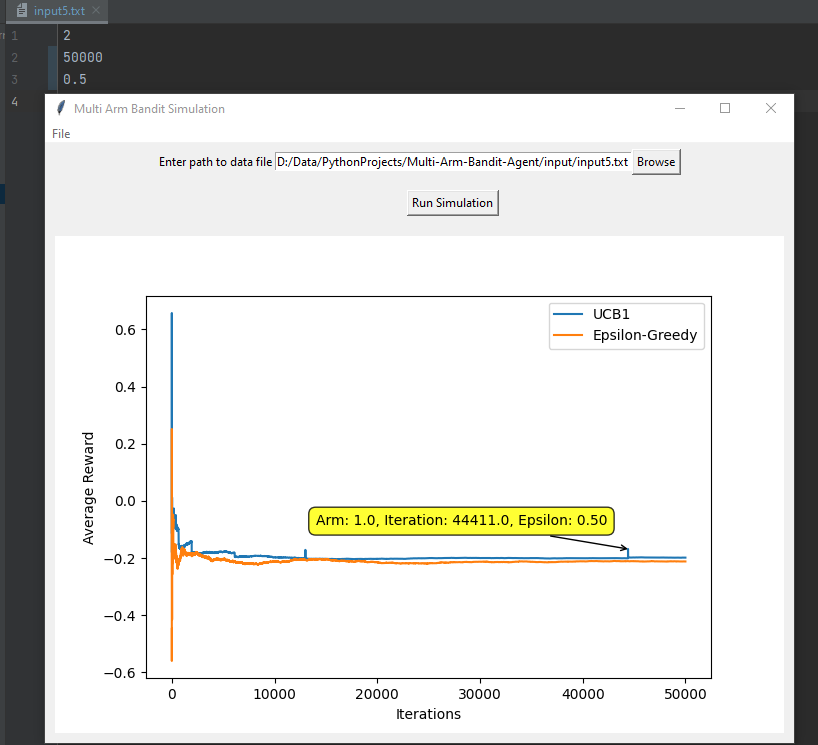 input5.txt
1 2
2 50000
3 0.5
4
Multi Arm Bandit Simulation
File
Enter path to data file D:/Data/PythonProjects/Multi-Arm-Bandit-Agent/input/input5.txt Browse
Run Simulation
UCB1
Epsilon-Greedy
0.6
0.4
0.2
0.0
−0.2
−0.4
−0.6
Average Reward
Arm: 1.0, Iteration: 44411.0, Epsilon: 0.50
0 10000 20000 30000 40000 50000
Iterations